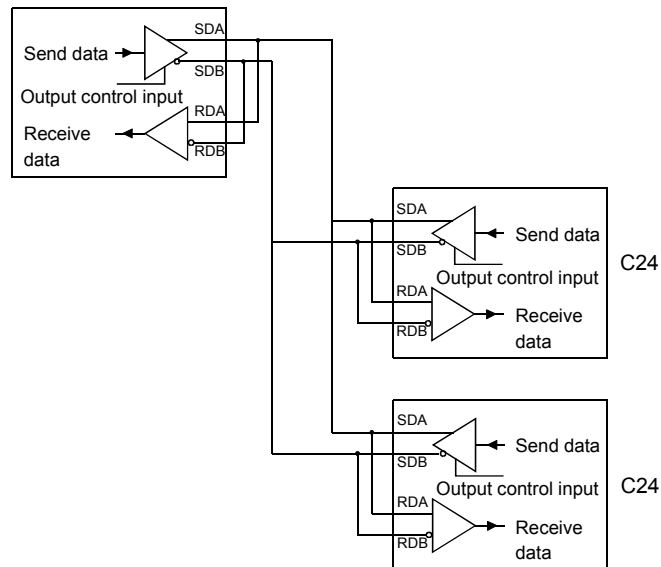 SDA
Send data
SDB
Output control input
RDA
Receive
data
RDB
SDA
Send data
SDB
Output control input
C24
RDA
Receive
data
RDB
SDA
Send data
SDB
Output control input
C24
RDA
Receive
data
RDB